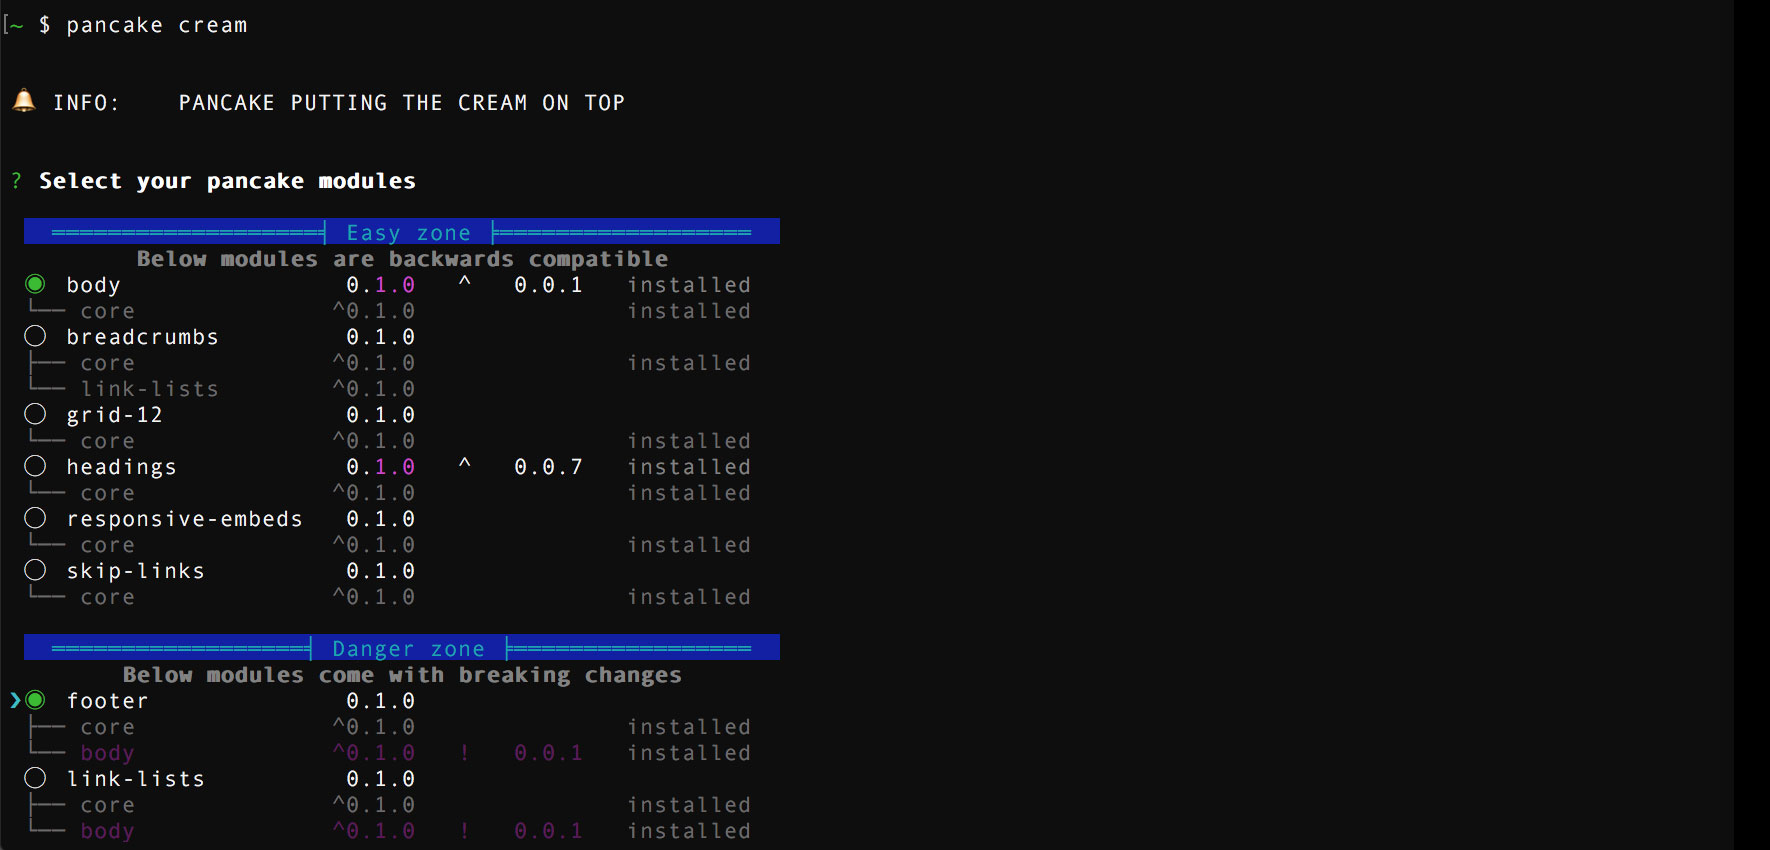 [~ $ pancake cream
🔔 INFO: PANCAKE PUTTING THE CREAM ON TOP
? Select your pancake modules
════════════════════╡ Easy zone ╞═══════════════════
Below modules are backwards compatible
◉ body 0.1.0 ^ 0.0.1 installed
└── core ^0.1.0 installed
◯ breadcrumbs 0.1.0
├── core ^0.1.0 installed
└── link-lists ^0.1.0
◯ grid-12 0.1.0
└── core ^0.1.0 installed
◯ headings 0.1.0 ^ 0.0.7 installed
└── core ^0.1.0 installed
◯ responsive-embeds 0.1.0
└── core ^0.1.0 installed
◯ skip-links 0.1.0
└── core ^0.1.0 installed
═══════════════════╡ Danger zone ╞══════════════════
Below modules come with breaking changes
❯◉ footer 0.1.0
├── core ^0.1.0 installed
└── body ^0.1.0 ! 0.0.1 installed
◯ link-lists 0.1.0
├── core ^0.1.0 installed
└── body ^0.1.0 ! 0.0.1 installed